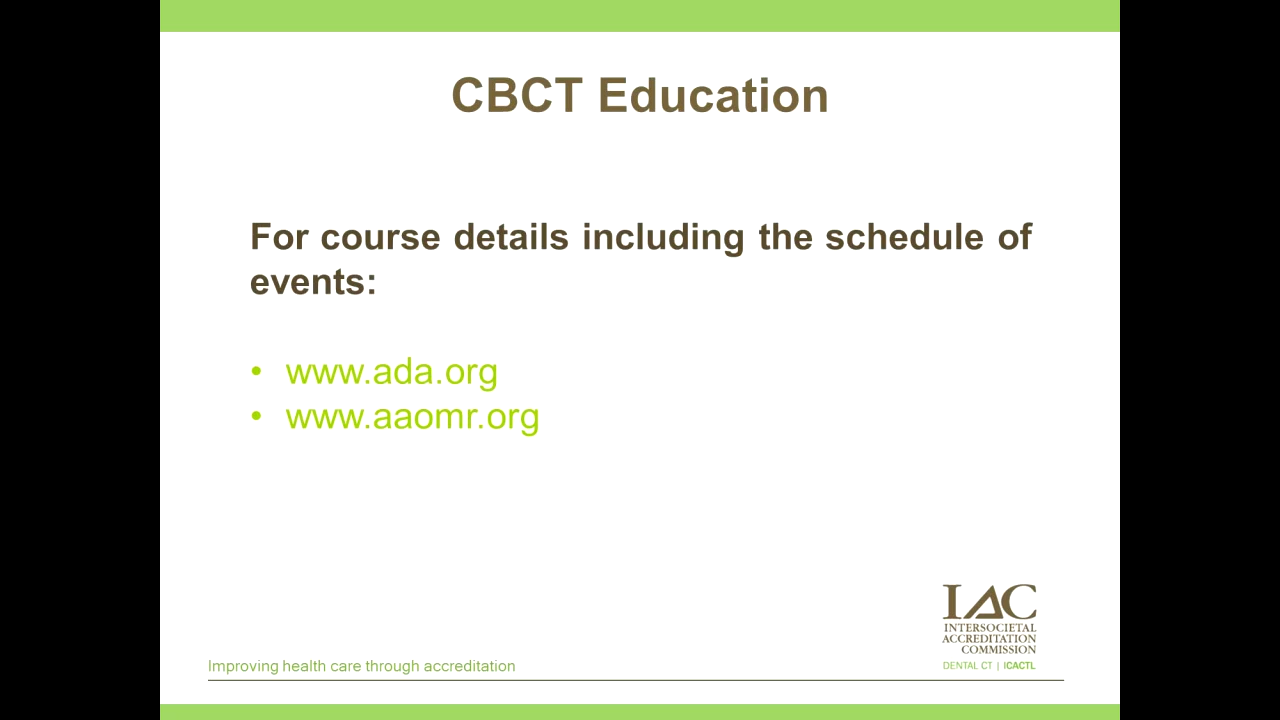 CBCT Education
For course details including the schedule of
events:
• www.ada.org
• www.aaomr.org
IAC
INTERSOCIETAL
ACCREDITATION
COMMISSION
DENTAL CT | ICACTL
Improving health care through accreditation